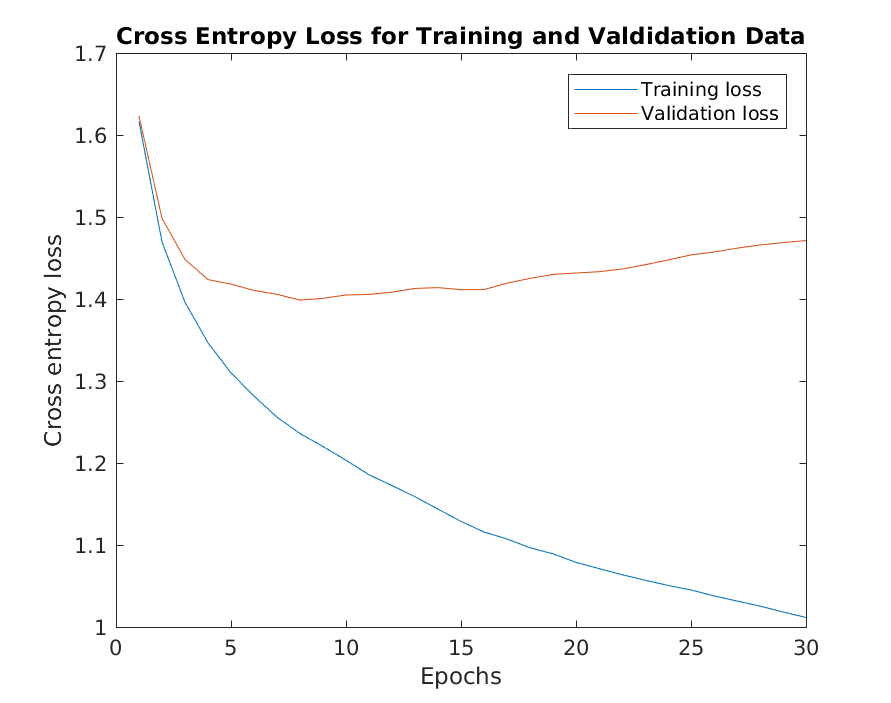 Cross Entropy Loss for Training and Valdidation Data
1.7
1.6
1.5
1.4
1.3
1.2
1.1
1
Cross entropy loss
Training loss
Validation loss
0 5 10 15 20 25 30
Epochs